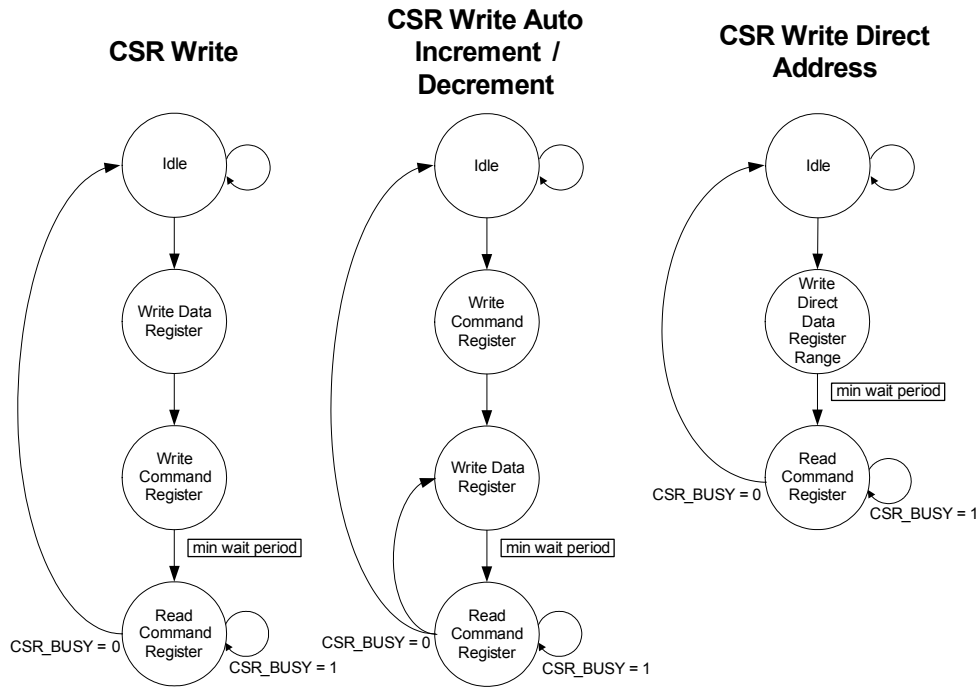 CSR Write
Idle
Write Data
Register
Write
Command
Register
min wait period
Read
Command
Register
CSR_BUSY = 0
CSR_BUSY = 1
CSR Write Auto
Increment /
Decrement
Idle
Write
Command
Register
Write Data
Register
min wait period
Read
Command
Register
CSR_BUSY = 0
CSR_BUSY = 1
CSR Write Direct
Address
Idle
Write
Direct
Data
Register
Range
min wait period
Read
Command
Register
CSR_BUSY = 0
CSR_BUSY = 1